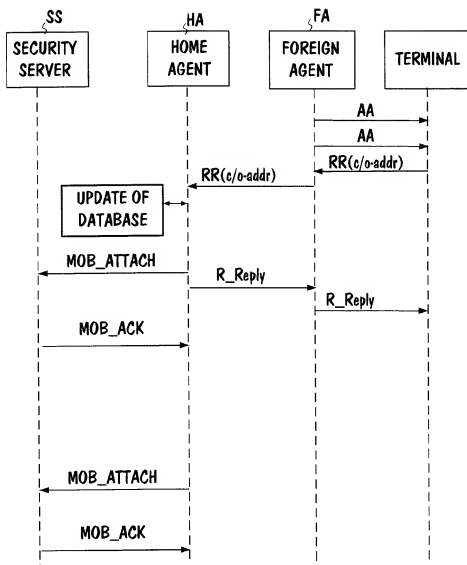 SS
HA
FA
SECURITY
SERVER
HOME
AGENT
FOREIGN
AGENT
TERMINAL
AA
AA
RR(c/o-addr)
RR(c/o-addr)
UPDATE OF
DATABASE
MOB_ATTACH
R_Reply
R_Reply
MOB_ACK
MOB_ATTACH
MOB_ACK